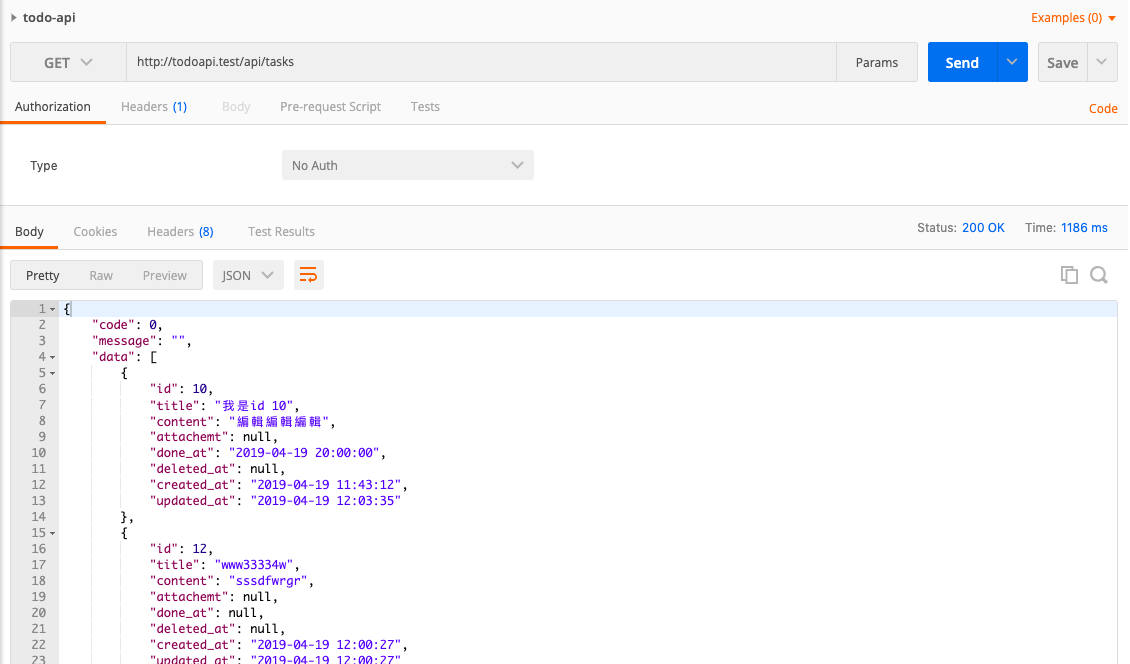 todo-api Examples (0)
GET http://todoapi.test/api/tasks Params Send Save
Authorization Headers (1) Body Pre-request Script Tests Code
Type No Auth
Body Cookies Headers (8) Test Results Status: 200 OK Time: 1186 ms
Pretty Raw Preview JSON
1 {
2 "code": 0,
3 "message": "",
4 "data": [
5 {
6 "id": 10,
7 "title": "我是id 10",
8 "content": "編輯編輯編輯",
9 "attachemt": null,
10 "done_at": "2019-04-19 20:00:00",
11 "deleted_at": null,
12 "created_at": "2019-04-19 11:43:12",
13 "updated_at": "2019-04-19 12:03:35"
14 },
15 {
16 "id": 12,
17 "title": "www33334w",
18 "content": "sssdfwrgr",
19 "attachemt": null,
20 "done_at": null,
21 "deleted_at": null,
22 "created_at": "2019-04-19 12:00:27",
23 "updated_at": "2019-04-19 12:00:27"